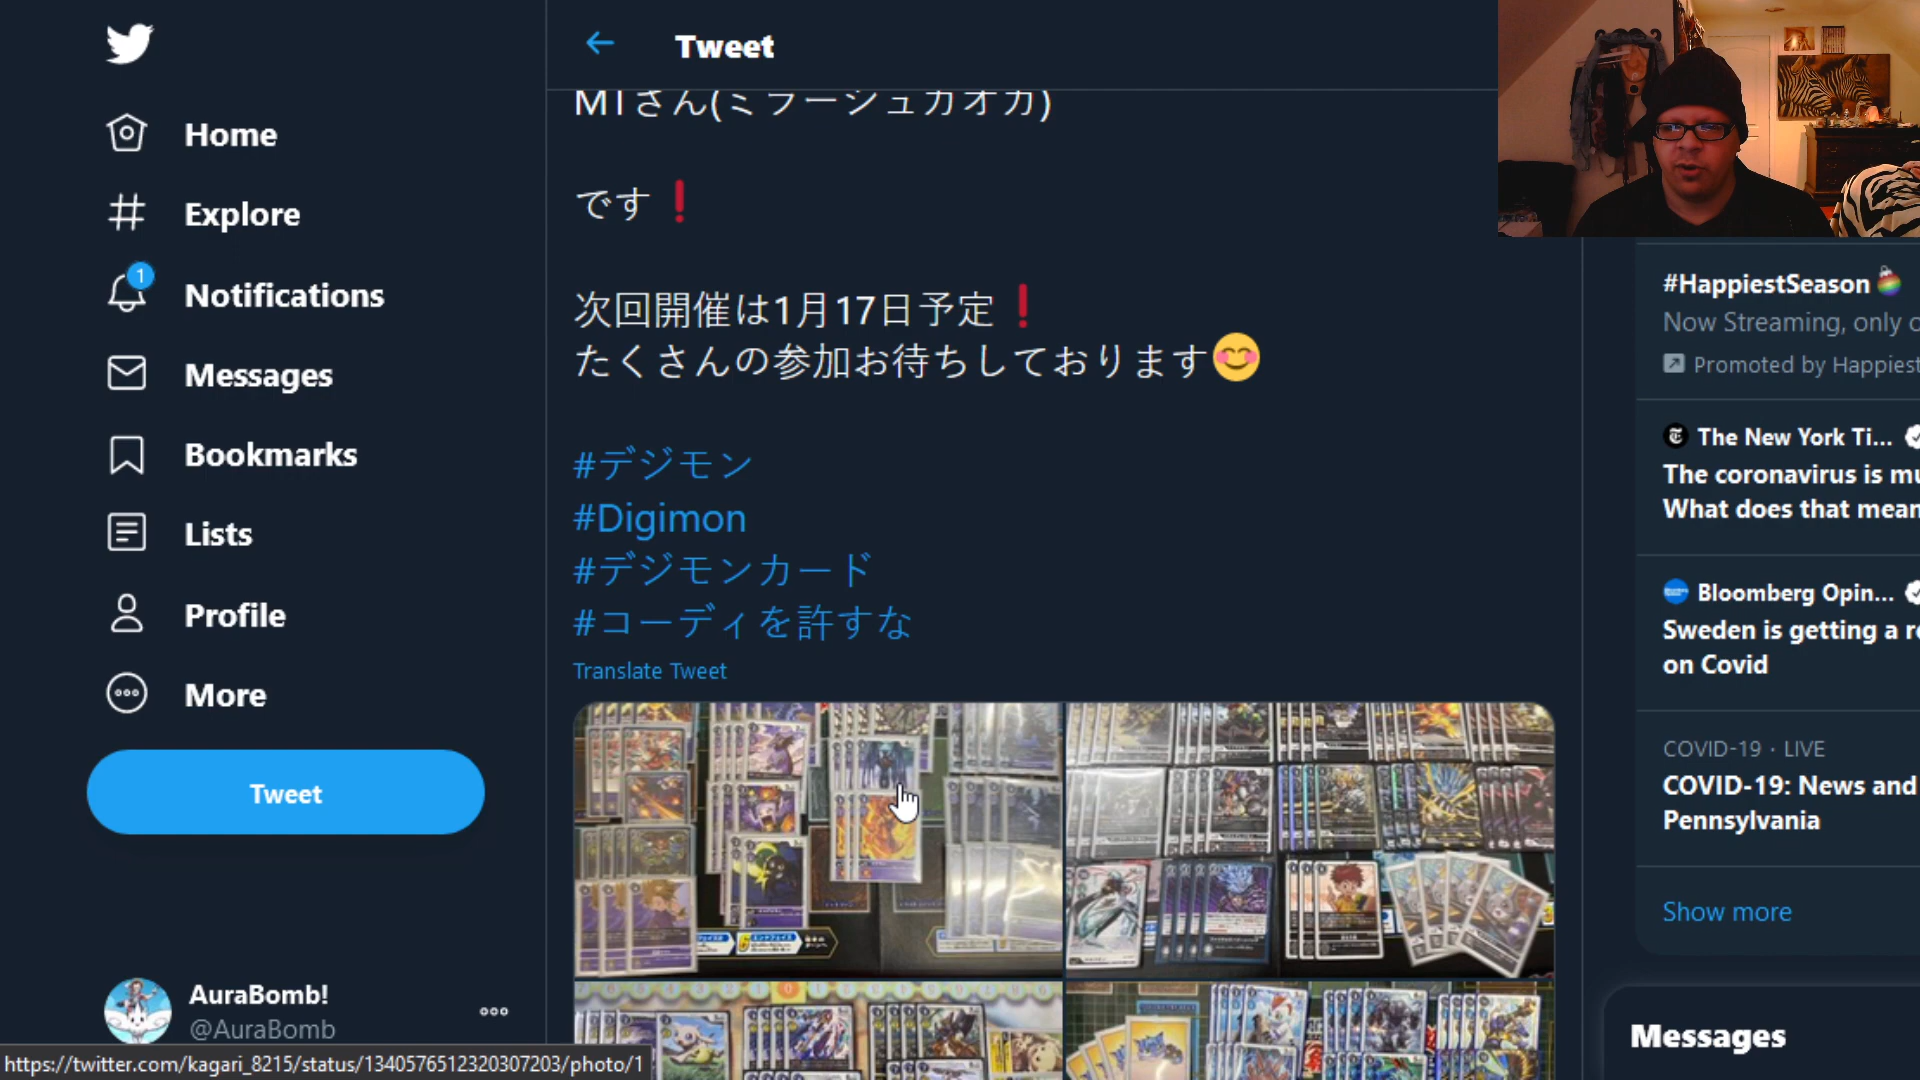 Home
Explore
1
Notifications
Messages
Bookmarks
Lists
Profile
More
Tweet
AuraBomb!
@AuraBomb
https://twitter.com/kagari_8215/status/1340576512320307203/photo/1
Tweet
MTさん(ミラージュガオガ)
です❗
次回開催は1月17日予定❗
たくさんの参加お待ちしております😊
#デジモン
#Digimon
#デジモンカード
#コーディを許すな
Translate Tweet
#HappiestSeason
Now Streaming, only o
Promoted by Happiest
The New York Ti...
The coronavirus is mu
What does that mean
Bloomberg Opin...
Sweden is getting a re
on Covid
COVID-19 · LIVE
COVID-19: News and
Pennsylvania
Show more
Messages